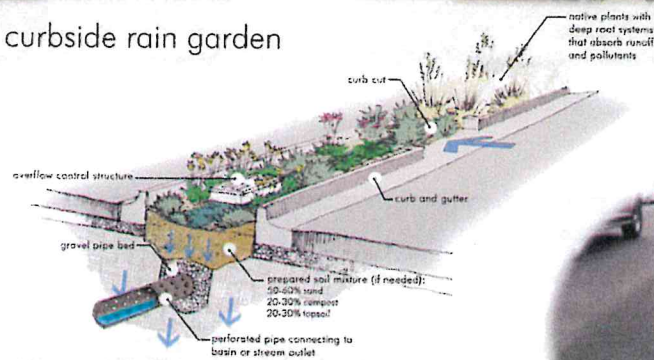 curbside rain garden
native plants with
deep root systems
that absorb runoff
and pollutants
curb cut
overflow control structure
curb and gutter
gravel pipe bed
prepared soil mixture (if needed):
50-60% sand
20-30% compost
20-30% topsoil
perforated pipe connecting to
basin or stream outlet